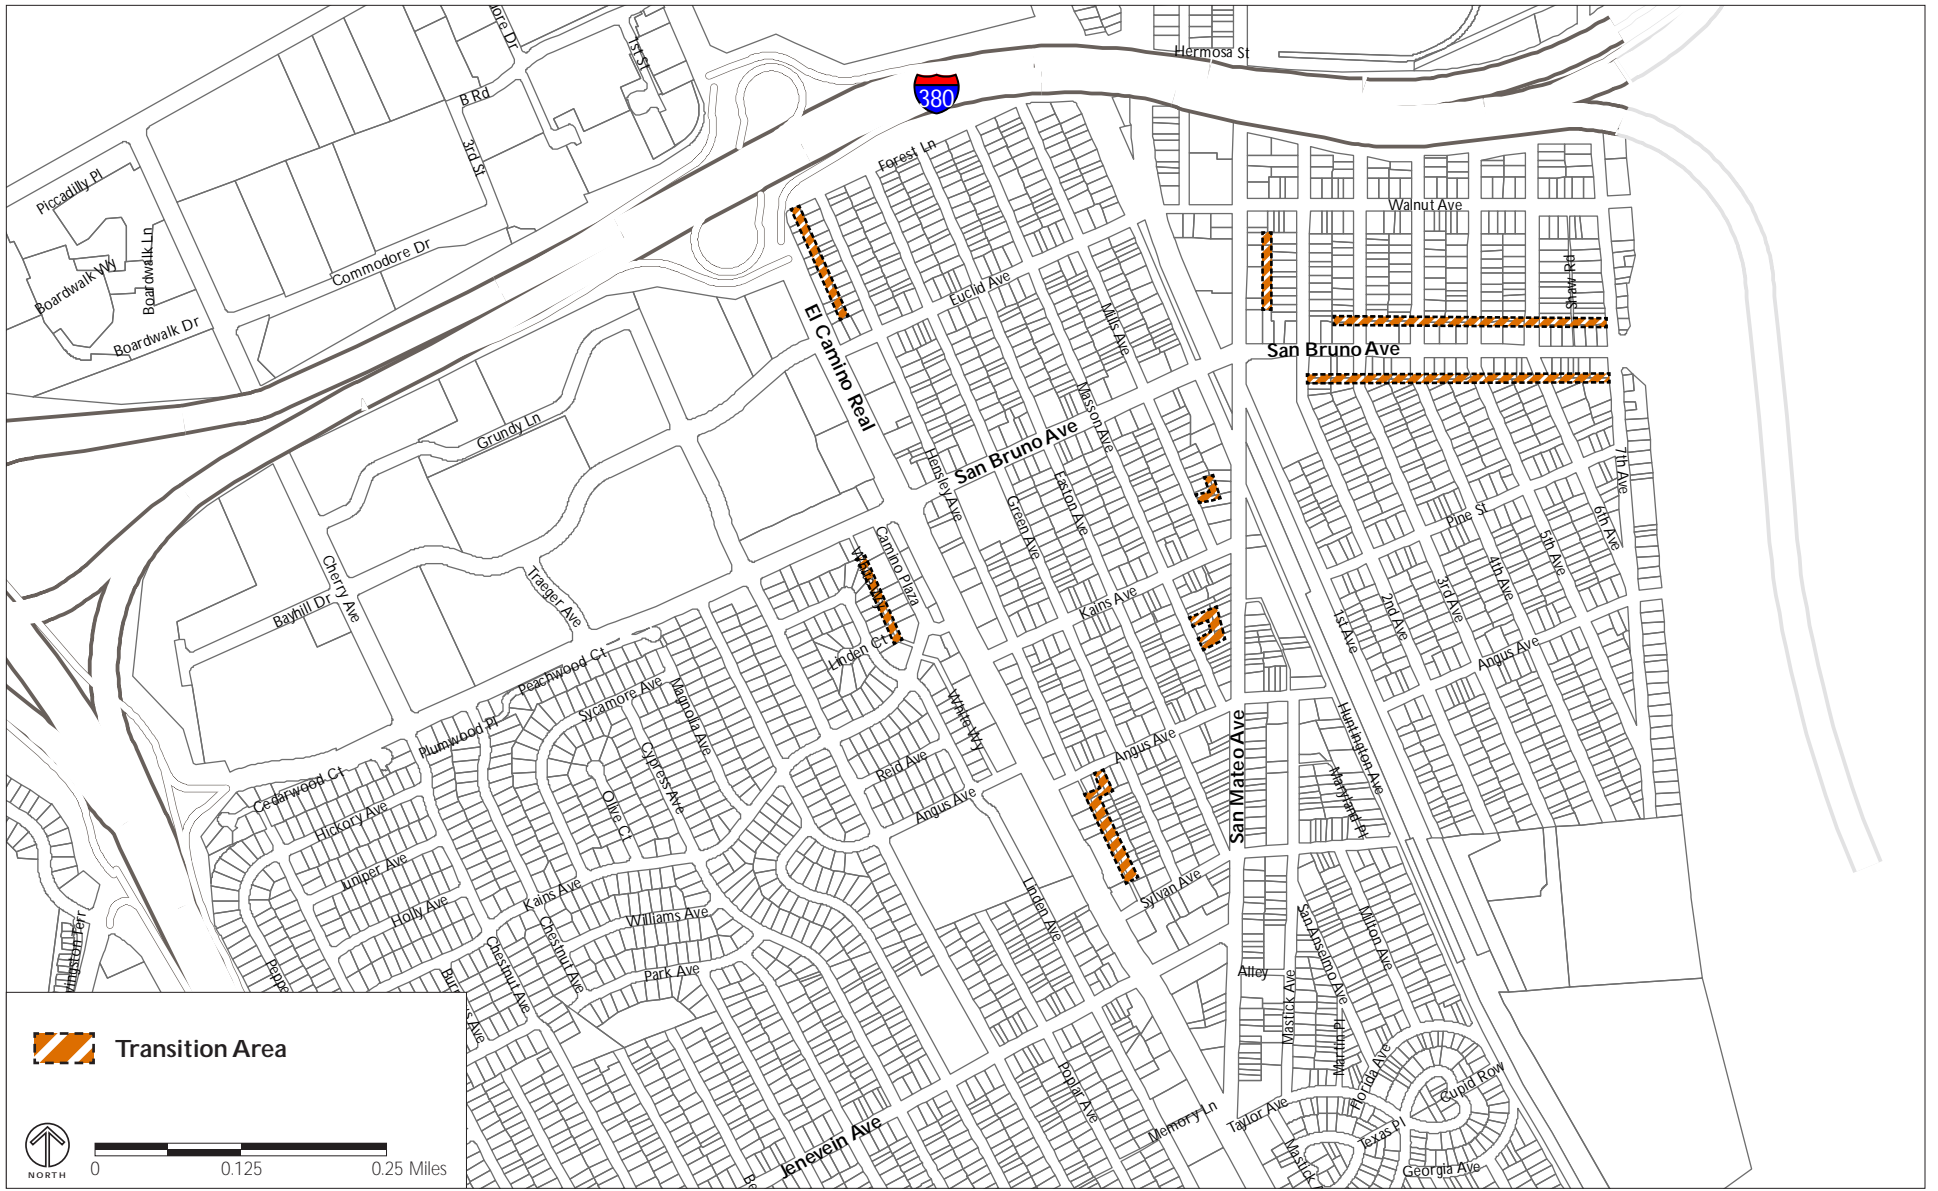 Hermosa St
1st St
380
B Rd
3rd St
Forest Ln
Piccadilly Pl
Walnut Ave
Boardwalk Ln
Commodore Dr
Boardwalk Wy
Shaw Rd
Euclid Ave
Boardwalk Dr
El Camino Real
Mills Ave
San Bruno Ave
Grundy Ln
Masson Ave
San Bruno Ave
Hensley Ave
Easton Ave
Green Ave
7th Ave
Pine St
6th Ave
5th Ave
4th Ave
3rd Ave
2nd Ave
1st Ave
Camino Plaza
Cherry Ave
Traeger Ave
Bayhill Dr
Kains Ave
Linden Ct
Angus Ave
Peachwood Ct
Sycamore Ave
Magnolia Ave
White Wy
Plumwood Pl
Cypress Ave
Reid Ave
Angus Ave
San Mateo Ave
Huntington Ave
Maryland Pl
Cedarwood Ct
Hickory Ave
Olive Ct
Angus Ave
Juniper Ave
Holly Ave
Kains Ave
Williams Ave
Chestnut Ave
Chestnut Ave
Park Ave
Linden Ave
Sylvan Ave
San Anselmo Ave
Milton Ave
Alley
Mastick Ave
Martin Pl
Florida Ave
Cupid Row
Poplar Ave
Memory Ln
Taylor Ave
Texas Pl
Georgia Ave
Jenevein Ave
Transition Area
NORTH
0 0.125 0.25 Miles